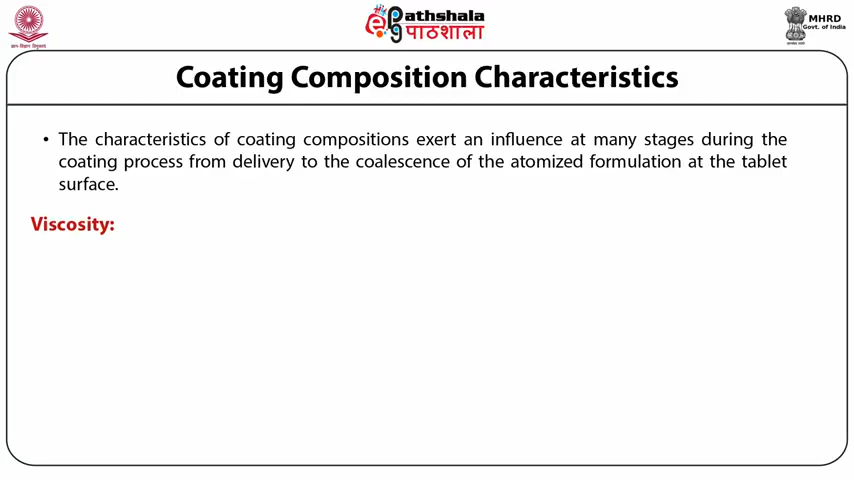 Pathshala
पाठशाला
MHRD
Govt. of India
Coating Composition Characteristics
• The characteristics of coating compositions exert an influence at many stages during the
coating process from delivery to the coalescence of the atomized formulation at the tablet
surface.
Viscosity: